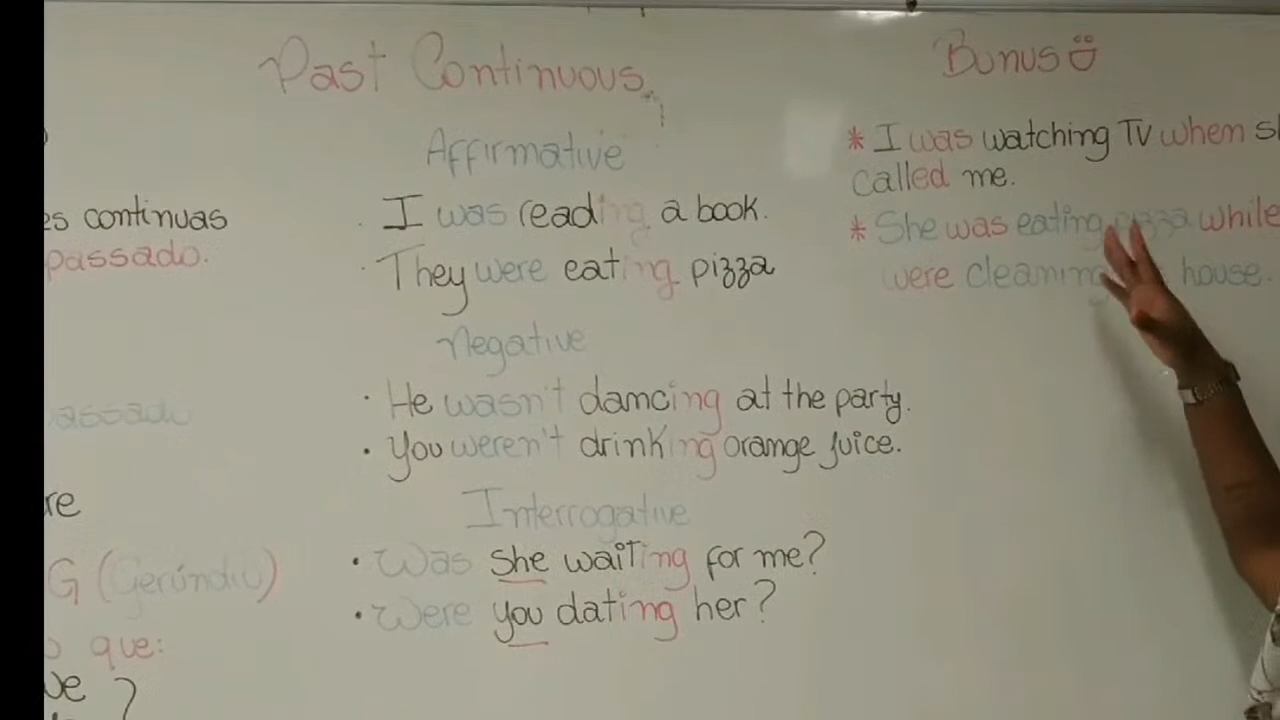 Past Continuous
Affirmative
· I was reading a book.
· They were eating pizza
Negative
· He wasn't dancing at the party.
· You weren't drinking orange juice.
Interrogative
· Was she waiting for me?
· Were you dating her?
Bonus
* I was watching TV whem
called me.
* She was eating pizza while
were cleaning house.
es continuas
passado.
re
G (Gerúndio)
que: